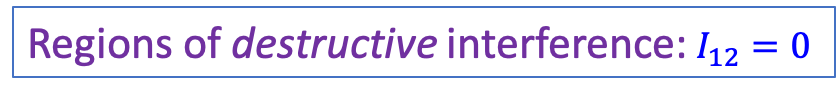 Regions of destructive interference: I₁₂ = 0